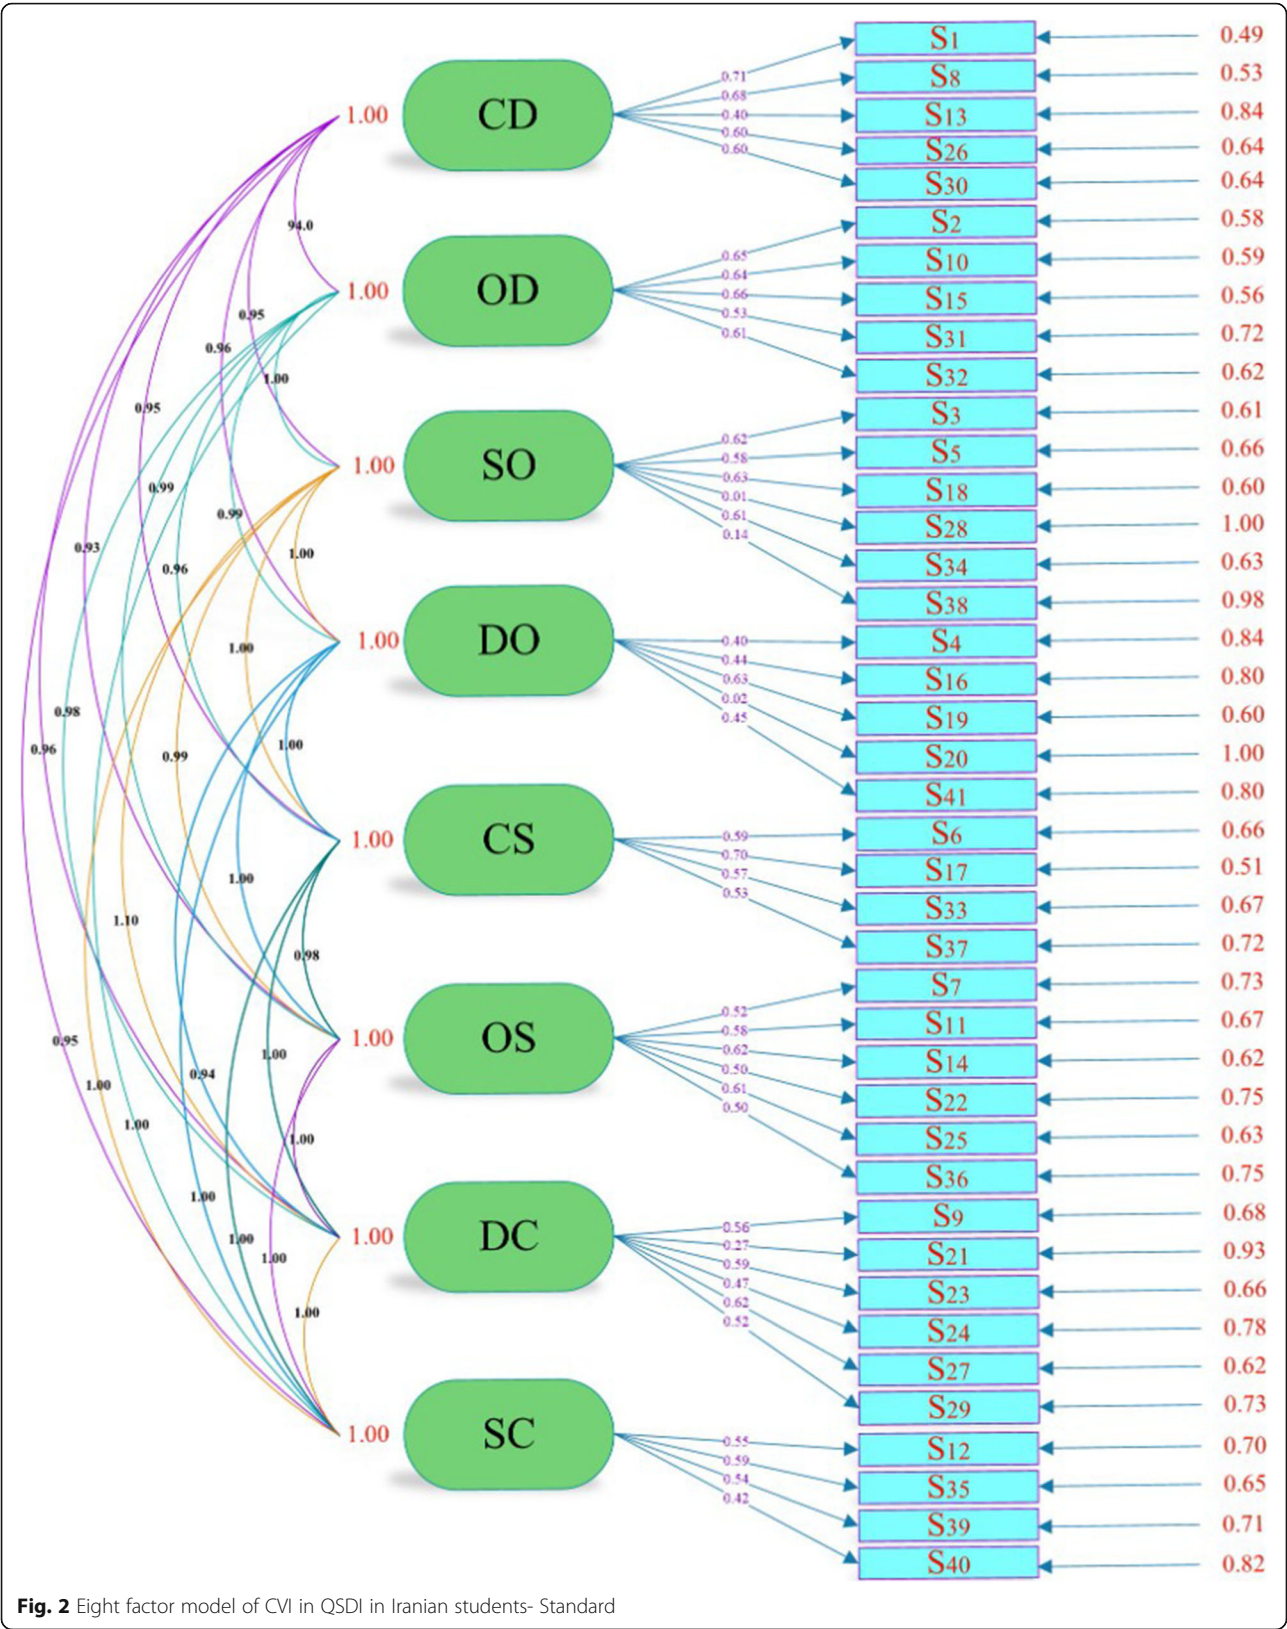 S1 0.49
0.71 S8 0.53
1.00 CD 0.68 S13 0.84
0.40
0.60 S26 0.64
0.60 S30 0.64
94.0 S2 0.58
0.65 S10 0.59
1.00 OD 0.64 S15 0.56
0.66
0.53 S31 0.72
0.61
0.95 S32 0.62
0.96
1.00
0.95 S3 0.61
0.62 S5 0.66
1.00 SO 0.58
0.63 S18 0.60
0.99 0.01
0.99 0.61 S28 1.00
0.14
0.93 1.00 S34 0.63
0.96 S38 0.98
1.00 DO 0.40 S4 0.84
1.00 0.44
0.63 S16 0.80
0.98 0.02 S19 0.60
0.45
0.96 1.00 S20 1.00
0.99 S41 0.80
1.00 CS 0.59 S6 0.66
0.70 S17 0.51
1.00 0.57
0.53 S33 0.67
1.10 S37 0.72
0.98 S7 0.73
0.52 S11 0.67
0.95 1.00 OS 0.58
1.00 0.62 S14 0.62
0.94 0.50
1.00 0.61 S22 0.75
0.50
1.00 1.00 S25 0.63
S36 0.75
1.00 S9 0.68
1.00 DC 0.56
1.00 0.27 S21 0.93
1.00 0.59
0.47 S23 0.66
1.00 0.62 S24 0.78
0.52
S27 0.62
S29 0.73
1.00 SC 0.55 S12 0.70
0.59
0.54 S35 0.65
0.42 S39 0.71
S40 0.82
Fig. 2 Eight factor model of CVI in QSDI in Iranian students- Standard